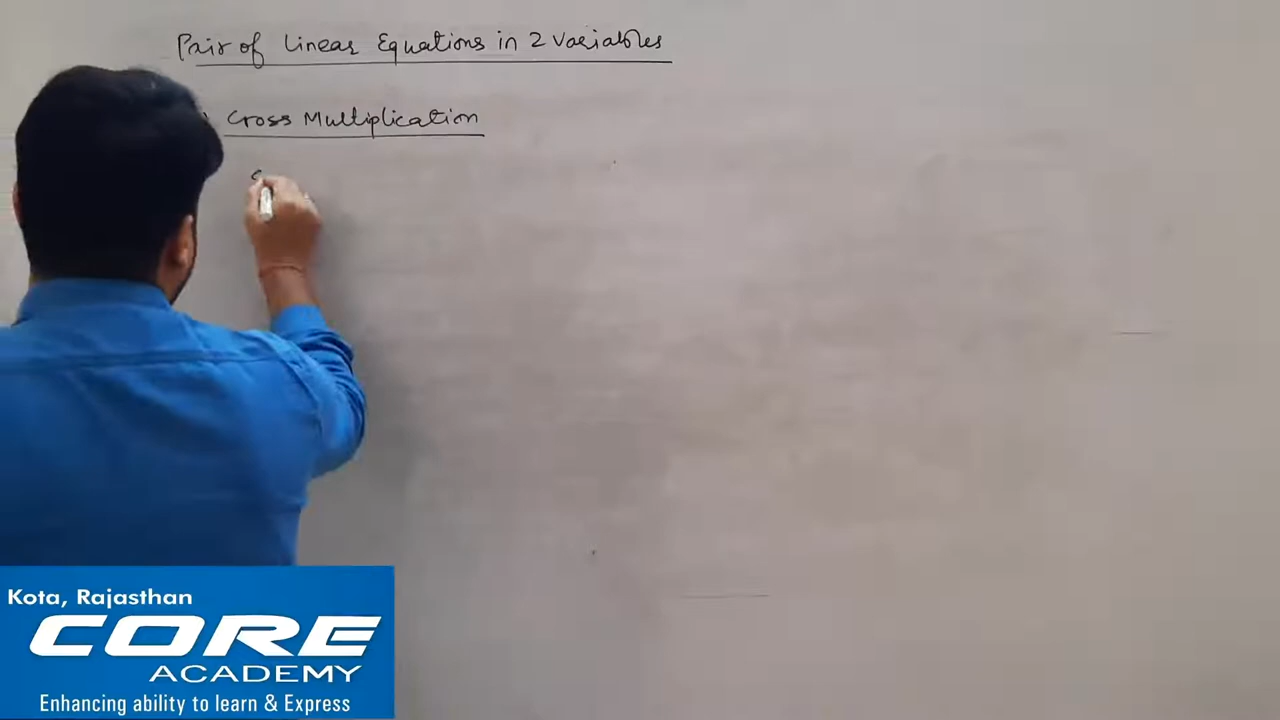 Pair of Linear Equations in 2 Variables
Cross Multiplication
Kota, Rajasthan
CORE
ACADEMY
Enhancing ability to learn & Express